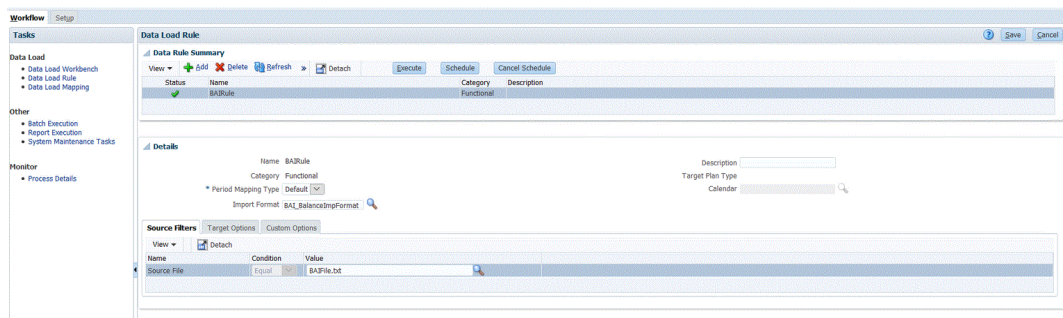 Workflow Setup
Tasks
Data Load
Data Load Workbench
Data Load Rule
Data Load Mapping
Other
Batch Execution
Report Execution
System Maintenance Tasks
Monitor
Process Details
Data Load Rule ? Save Cancel
Data Rule Summary
View Add Delete Refresh » Detach Execute Schedule Cancel Schedule
Status Name Category Description
BAIRule Functional
Details
Name BAIRule
Category Functional
* Period Mapping Type Default
Import Format BAI_BalanceImpFormat
Description
Target Plan Type
Calendar
Source Filters Target Options Custom Options
View Detach
Name Condition Value
Source File Equal BAIFile.txt